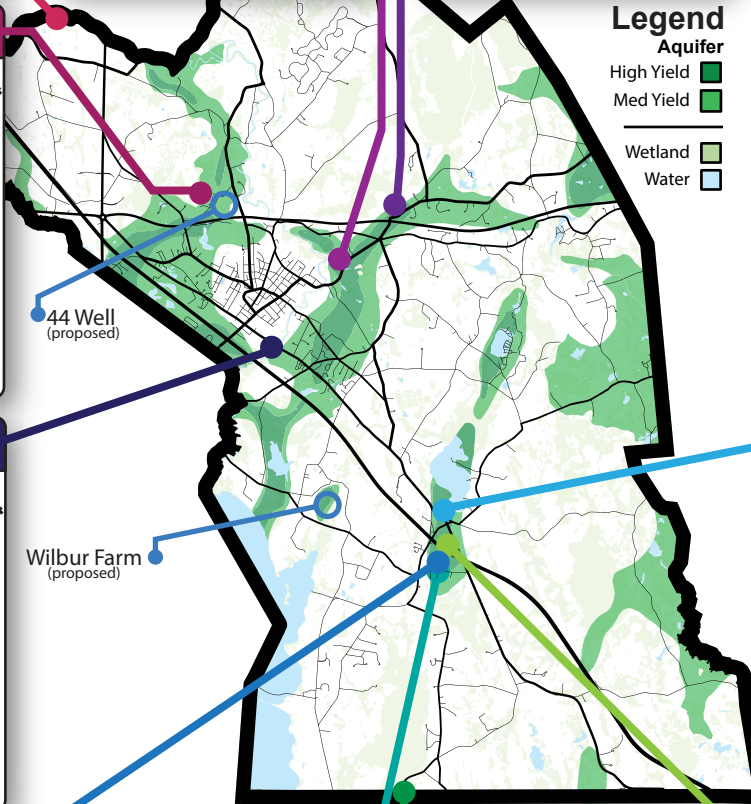 Legend
Aquifer
High Yield
Med Yield
Wetland
Water
44 Well
(proposed)
Wilbur Farm
(proposed)